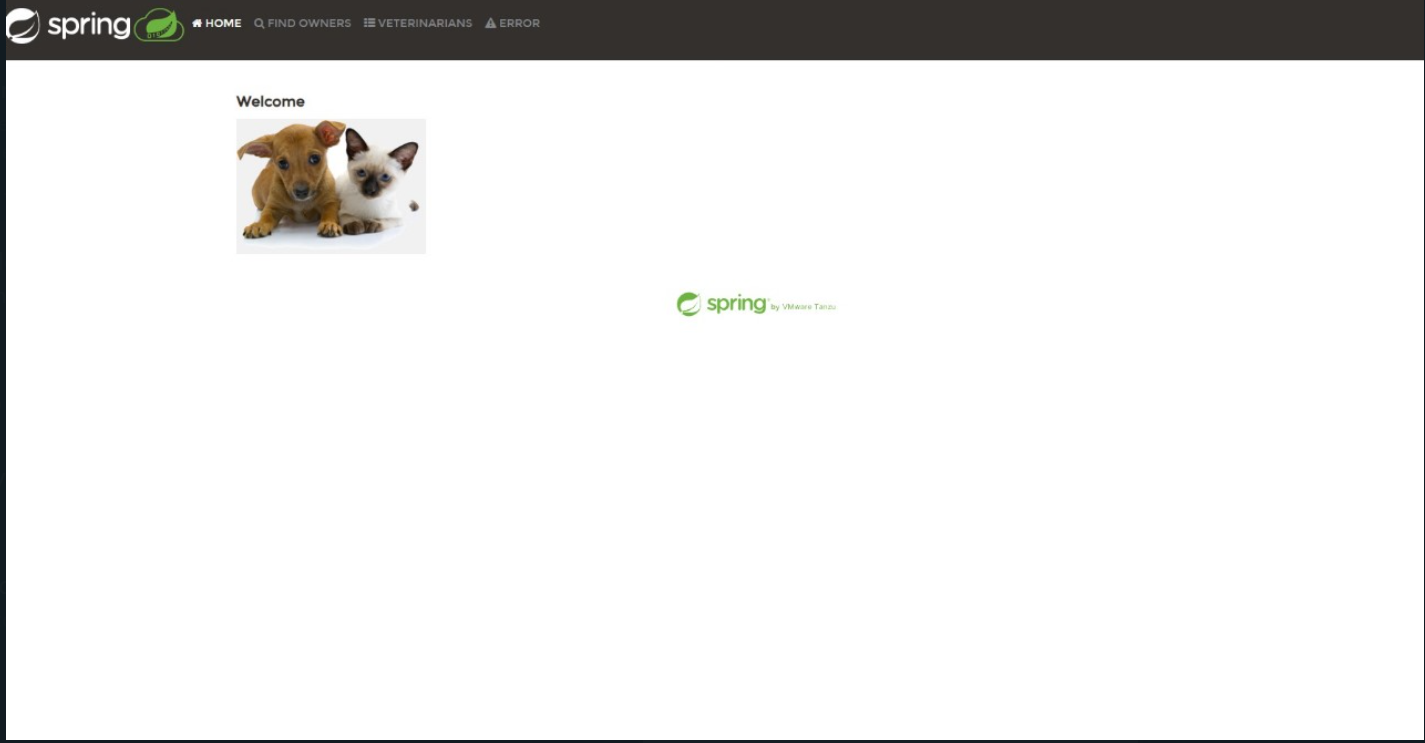 spring HOME FIND OWNERS VETERINARIANS ERROR
Welcome
spring by VMware Tanzu